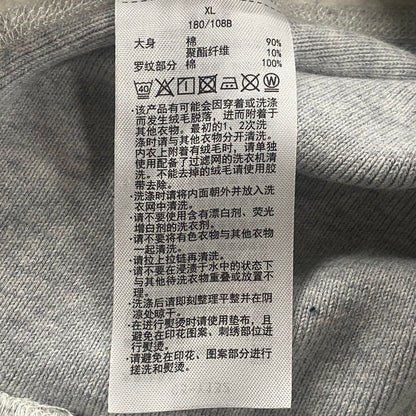 XL
180/108B
大身 棉 90%
聚酯纤维 10%
罗纹部分 棉 100%
40
·该产品有可能会因穿着或洗涤
而发生绒毛脱落，进而附着于
其他衣物。最初的1、2次洗
涤时请与其他衣物分开清洗。
内衣上附着有绒毛时，请单独
使用配备了过滤网的洗衣机清
洗。不能去掉的绒毛请使用胶
带去除。
·洗涤时请将内面朝外并放入洗
衣网中清洗。
·请不要使用含有漂白剂、荧光
增白剂的洗衣剂。
·请不要将有色衣物与其他衣物
一起清洗。
·请拉上拉链再清洗。
·请不要在浸渍于水中的状态下
与其他待洗衣物重叠或放置不
管。
·洗后请即刻整理平整并在阴
凉处晾干。
·在进行熨烫时请使用垫布，且
避免在印花图案、刺绣部位进
行熨烫。
·请避免在印花、图案部分进行
搓洗和熨烫。